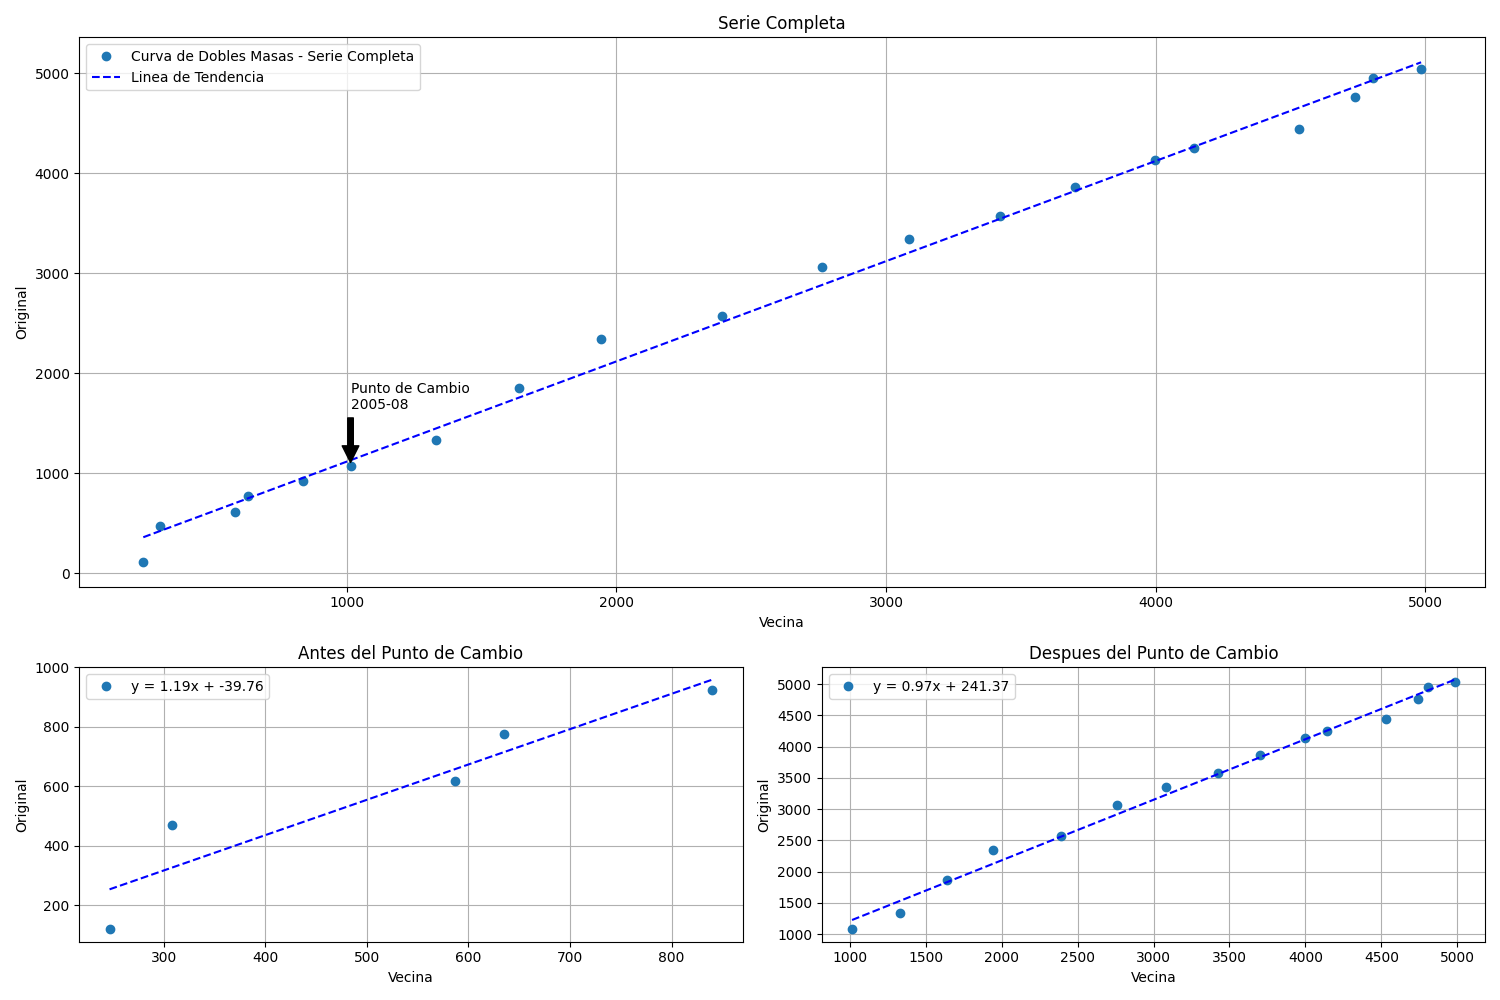 Serie Completa
Curva de Dobles Masas - Serie Completa
Linea de Tendencia
5000
4000
3000
2000
1000
0
Original
Punto de Cambio
2005-08
1000 2000 3000 4000 5000
Vecina
Antes del Punto de Cambio
y = 1.19x + -39.76
1000
800
600
400
200
Original
300 400 500 600 700 800
Vecina
Despues del Punto de Cambio
y = 0.97x + 241.37
5000
4500
4000
3500
3000
2500
2000
1500
1000
Original
1000 1500 2000 2500 3000 3500 4000 4500 5000
Vecina